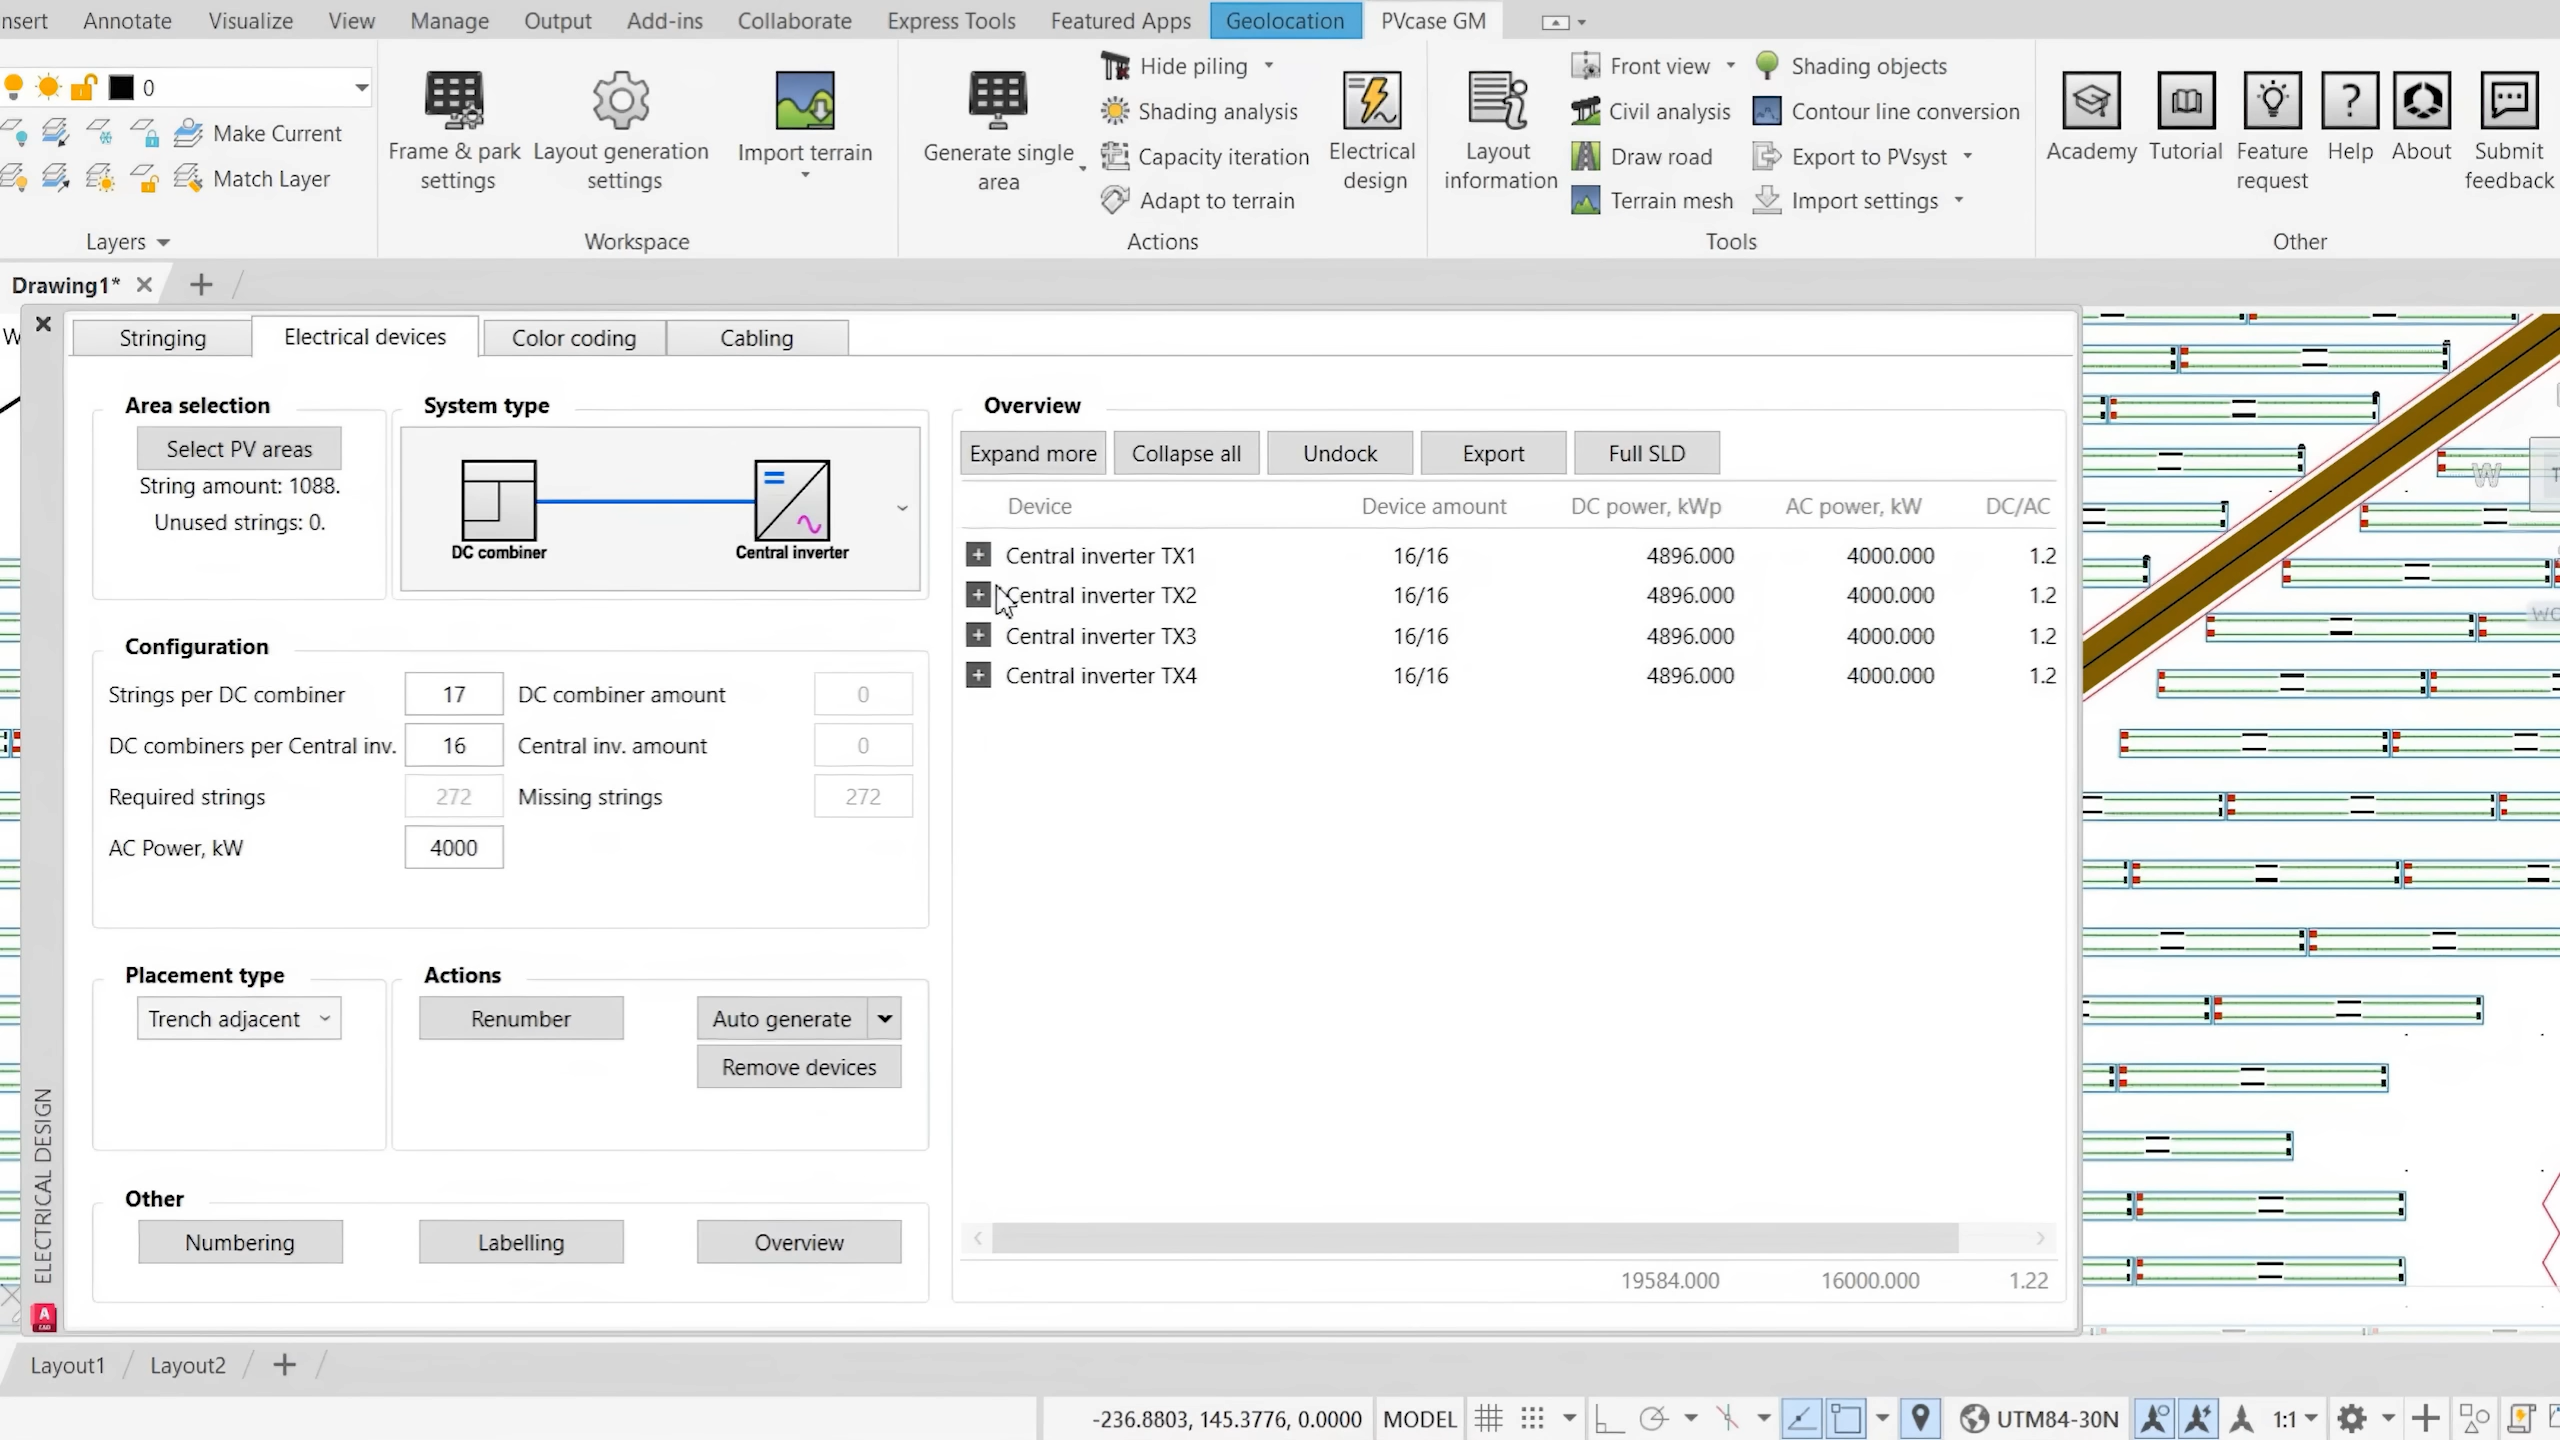 nsert Annotate Visualize View Manage Output Add-ins Collaborate Express Tools Featured Apps Geolocation PVcase GM
0
Make Current
Match Layer
Layers
Frame & park settings
Layout generation settings
Import terrain
Workspace
Generate single area
Hide piling
Shading analysis
Capacity iteration
Adapt to terrain
Electrical design
Actions
Layout information
Front view
Civil analysis
Draw road
Terrain mesh
Shading objects
Contour line conversion
Export to PVsyst
Import settings
Tools
Academy
Tutorial
Feature request
Help
About
Submit feedback
Other
Drawing1*
W
Stringing Electrical devices Color coding Cabling
Area selection
Select PV areas
String amount: 1088.
Unused strings: 0.
System type
DC combiner Central inverter
Configuration
Strings per DC combiner 17 DC combiner amount 0
DC combiners per Central inv. 16 Central inv. amount 0
Required strings 272 Missing strings 272
AC Power, kW 4000
Placement type
Trench adjacent
Actions
Renumber
Auto generate
Remove devices
Other
Numbering Labelling Overview
Overview
Expand more Collapse all Undock Export Full SLD
Device Device amount DC power, kWp AC power, kW DC/AC
Central inverter TX1 16/16 4896.000 4000.000 1.2
Central inverter TX2 16/16 4896.000 4000.000 1.2
Central inverter TX3 16/16 4896.000 4000.000 1.2
Central inverter TX4 16/16 4896.000 4000.000 1.2
19584.000 16000.000 1.22
ELECTRICAL DESIGN
A
W
T
WC
Layout1 Layout2
-236.8803, 145.3776, 0.0000 MODEL UTM84-30N 1:1